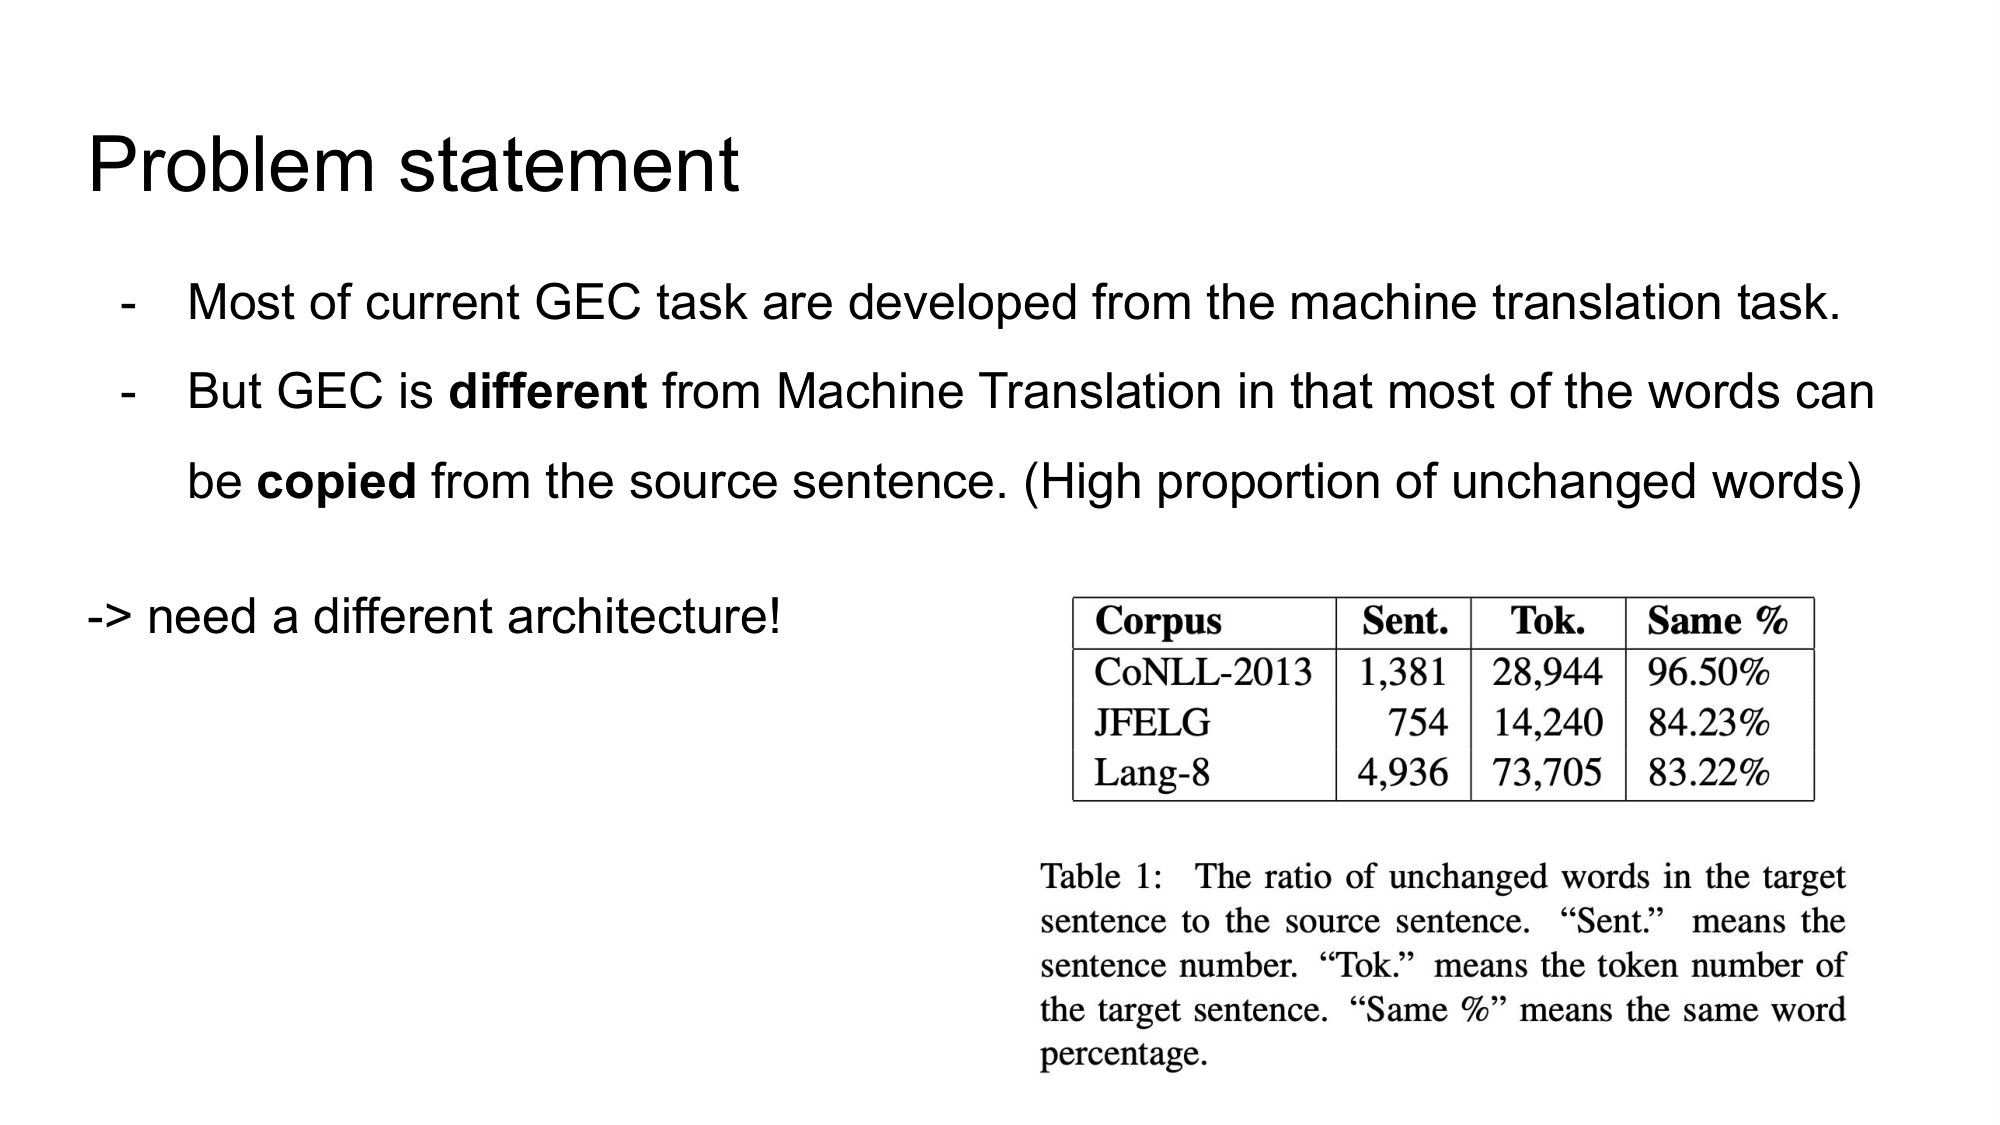 Problem statement
- Most of current GEC task are developed from the machine translation task.
- But GEC is different from Machine Translation in that most of the words can
be copied from the source sentence. (High proportion of unchanged words)
-> need a different architecture!
Corpus Sent. Tok. Same %
CoNLL-2013 1,381 28,944 96.50%
JFELG 754 14,240 84.23%
Lang-8 4,936 73,705 83.22%
Table 1: The ratio of unchanged words in the target
sentence to the source sentence. “Sent.” means the
sentence number. “Tok.” means the token number of
the target sentence. “Same %” means the same word
percentage.